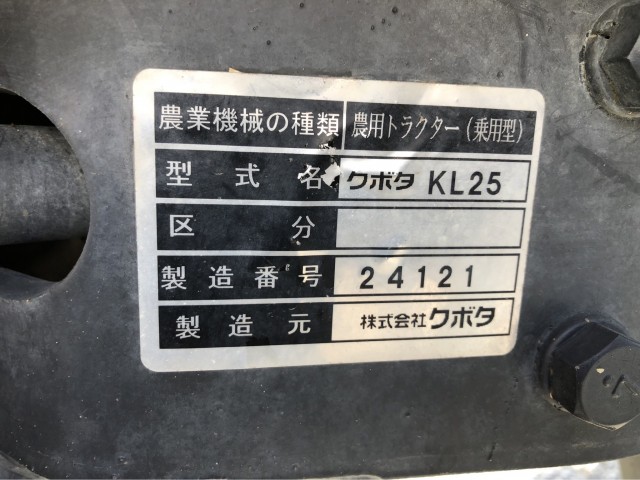 農業機械の種類 農用トラクター(乗用型)
型式名 クボタ KL25
区分
製造番号 24121
製造元 株式会社クボタ